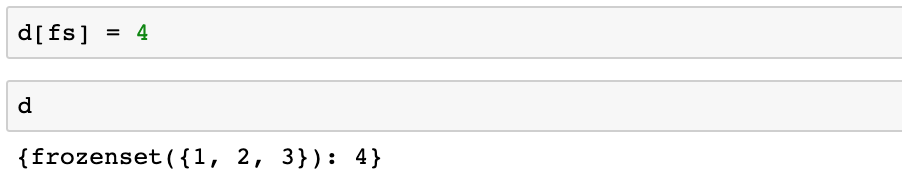 d[fs] = 4
d
{frozenset({1, 2, 3}): 4}